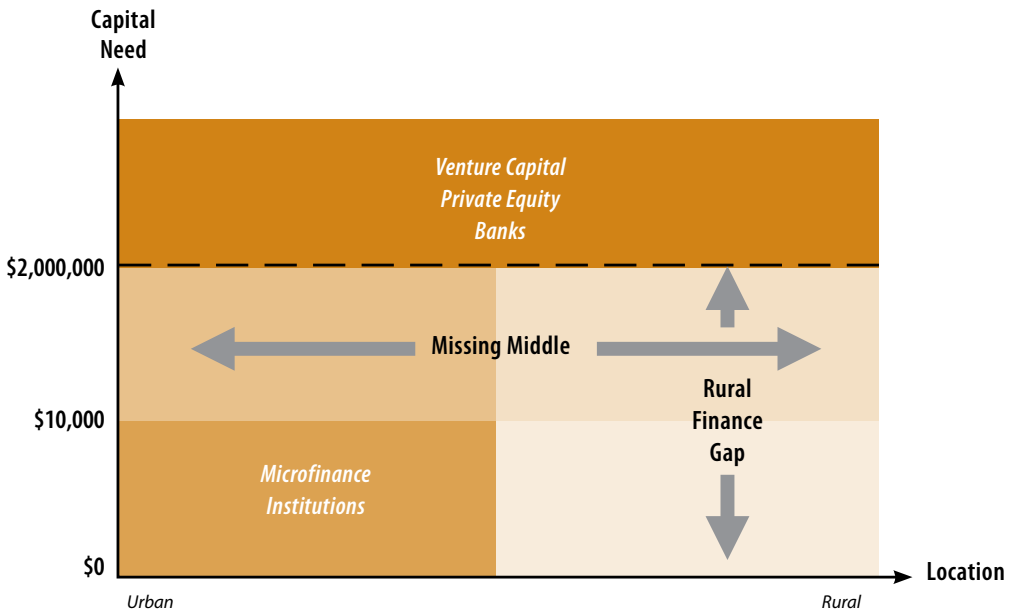 Capital
Need
Venture Capital
Private Equity
Banks
$2,000,000
Missing Middle
Rural
Finance
Gap
$10,000
Microfinance
Institutions
$0
Location
Urban
Rural